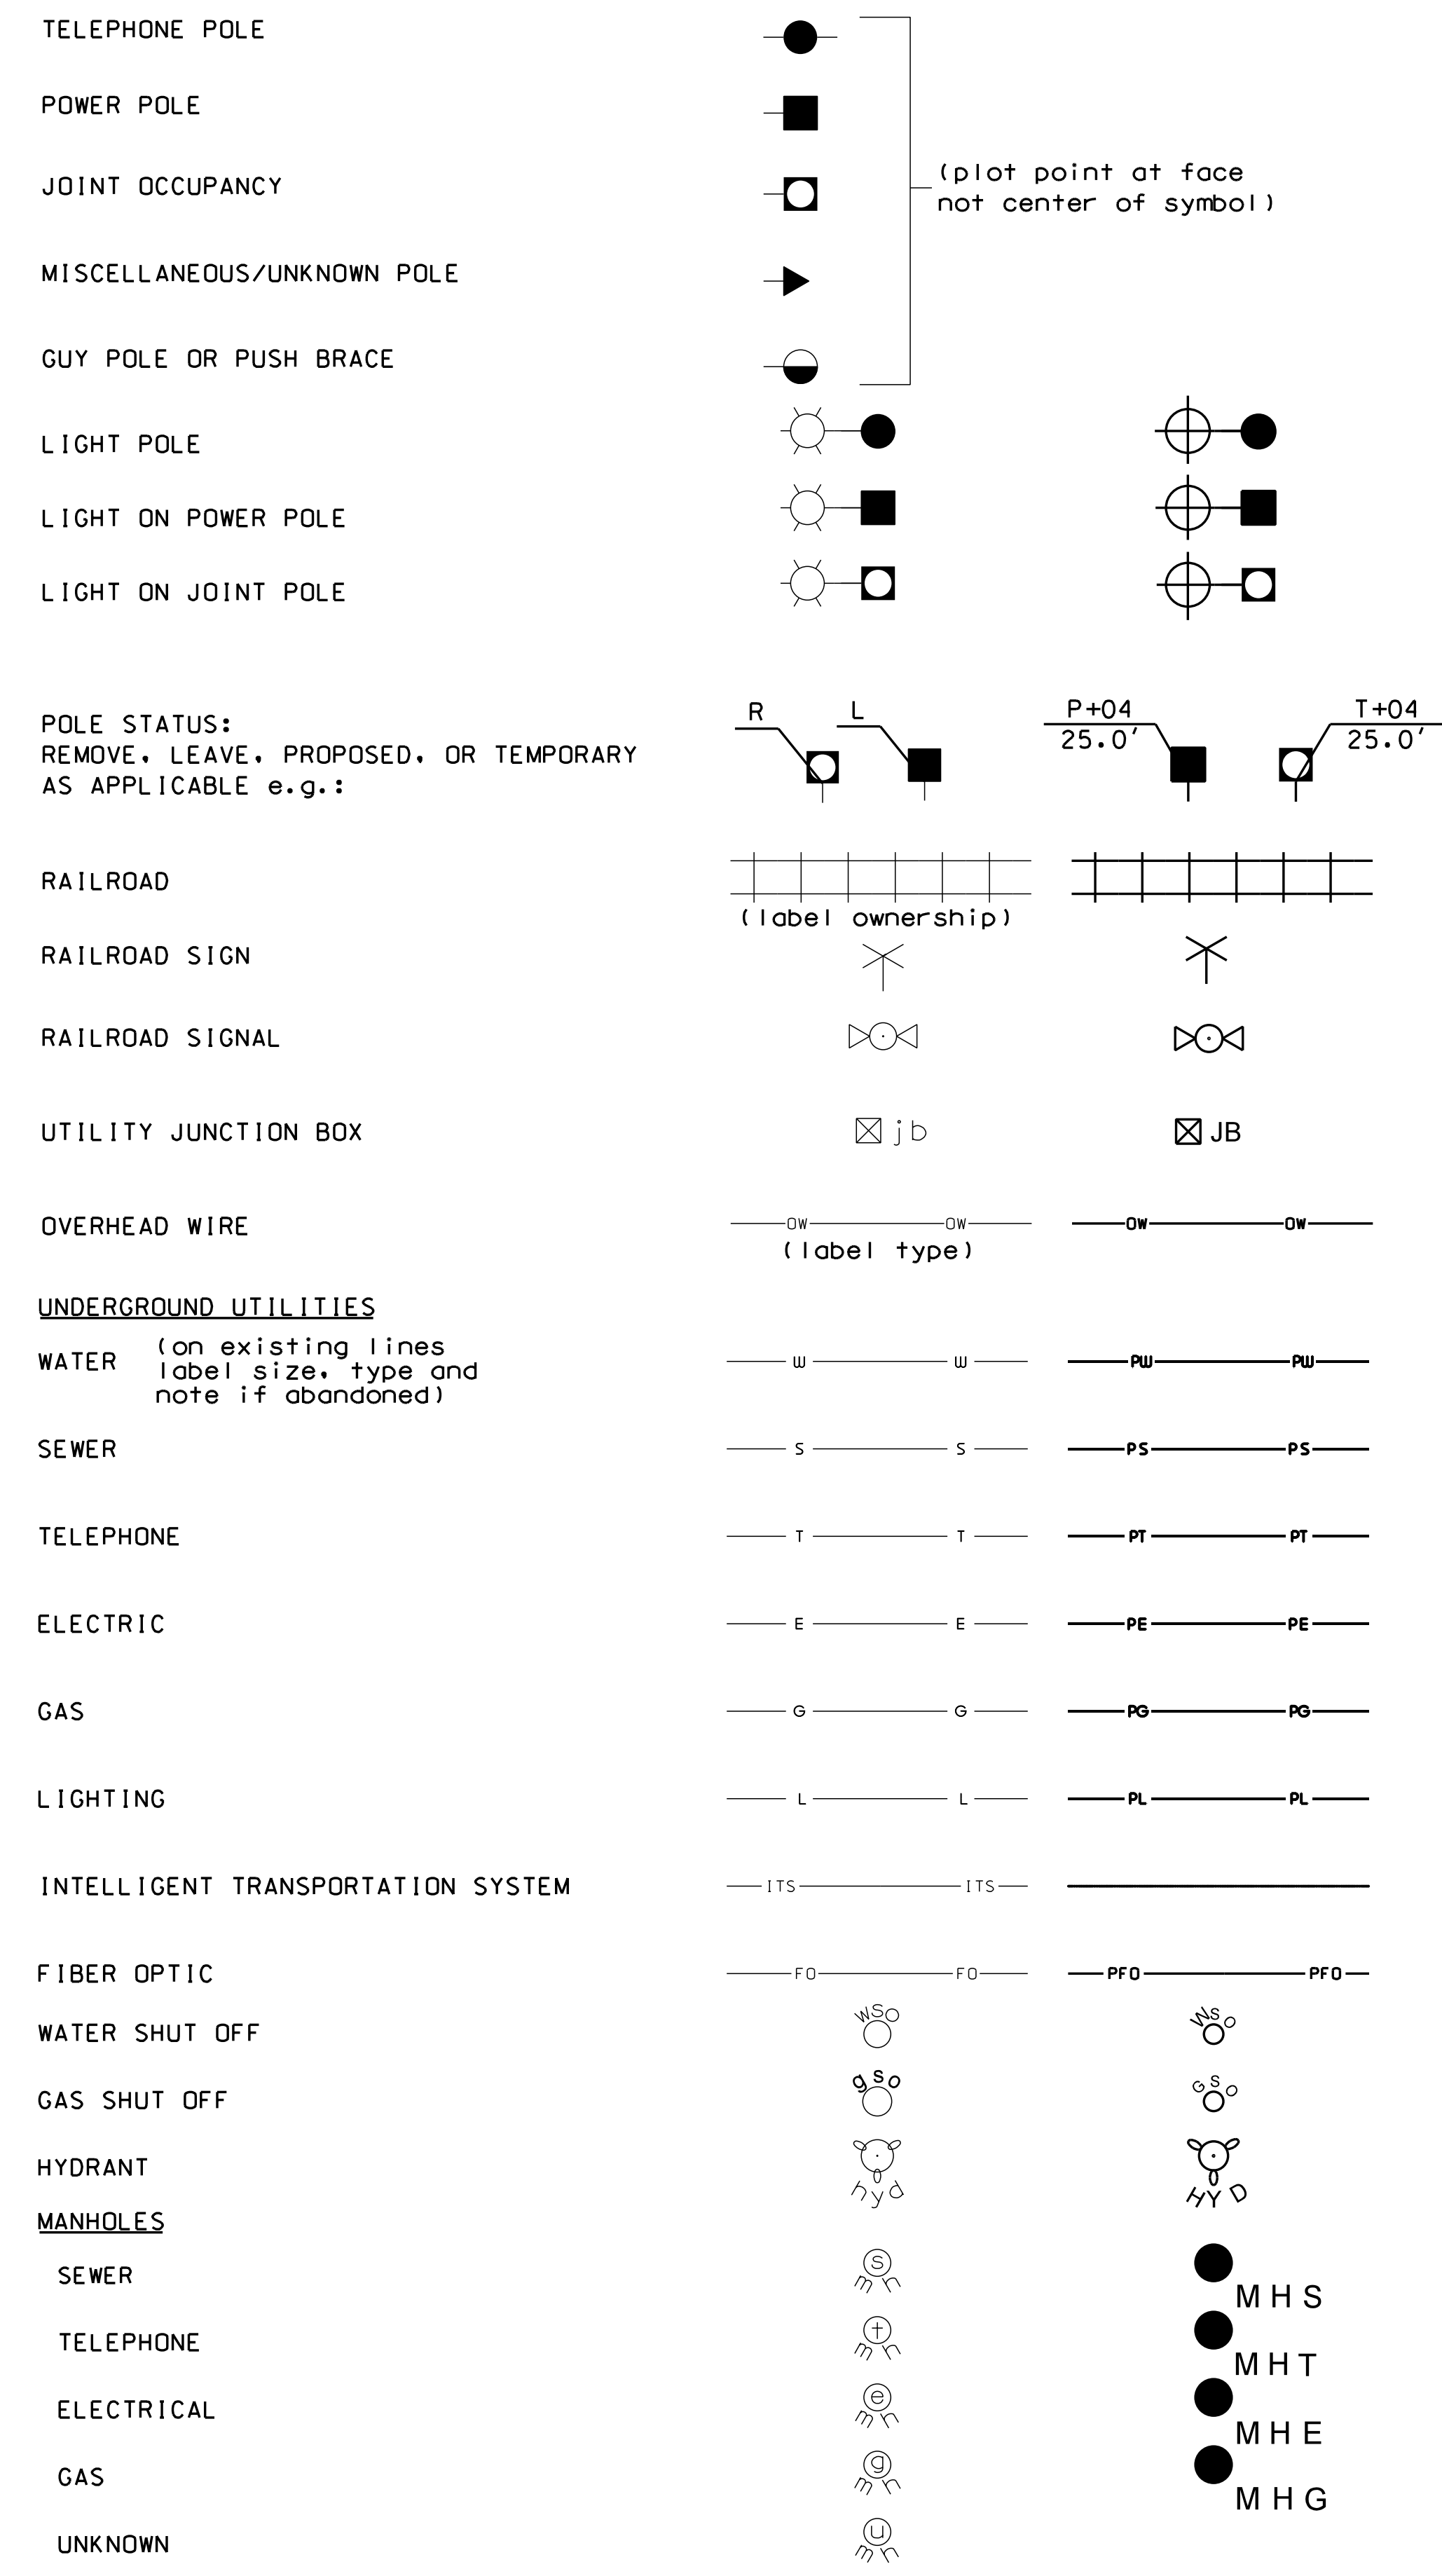 TELEPHONE POLE
POWER POLE
JOINT OCCUPANCY
(plot point at face
not center of symbol)
MISCELLANEOUS/UNKNOWN POLE
GUY POLE OR PUSH BRACE
LIGHT POLE
LIGHT ON POWER POLE
LIGHT ON JOINT POLE
POLE STATUS:
REMOVE, LEAVE, PROPOSED, OR TEMPORARY
AS APPLICABLE e.g.:
R L P+04 T+04
25.0' 25.0'
RAILROAD
(label ownership)
RAILROAD SIGN
RAILROAD SIGNAL
UTILITY JUNCTION BOX jb JB
OVERHEAD WIRE OW OW OW OW
(label type)
UNDERGROUND UTILITIES
WATER (on existing lines
label size, type and
note if abandoned)
W W PW PW
SEWER S S PS PS
TELEPHONE T T PT PT
ELECTRIC E E PE PE
GAS G G PG PG
LIGHTING L L PL PL
INTELLIGENT TRANSPORTATION SYSTEM ITS ITS
FIBER OPTIC FO FO PFO PFO
WATER SHUT OFF WSO WSO
GAS SHUT OFF gso GSO
HYDRANT hyd HYD
MANHOLES
SEWER s mh MHS
TELEPHONE t mh MHT
ELECTRICAL e mh MHE
GAS g mh MHG
UNKNOWN u mh